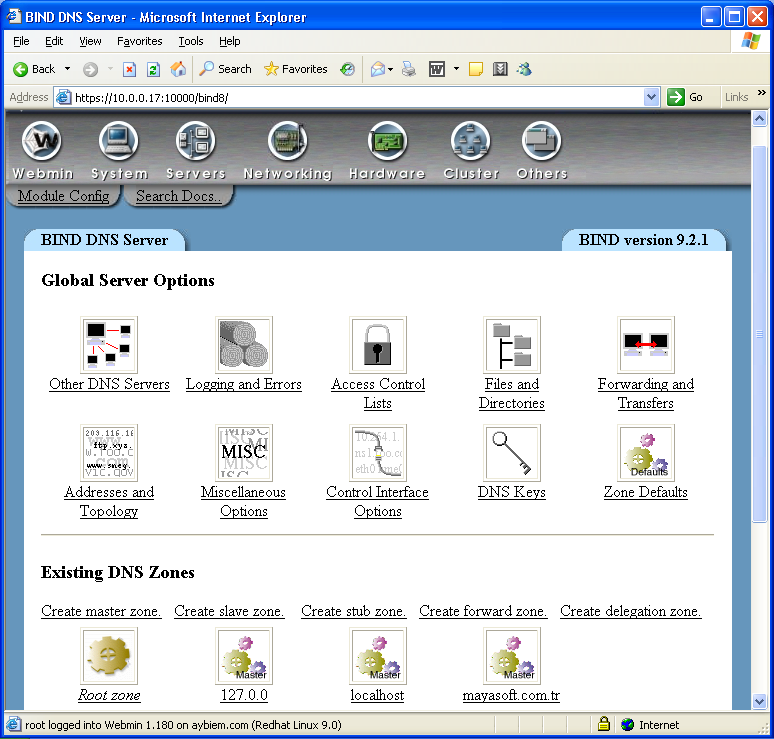 BIND DNS Server - Microsoft Internet Explorer
File Edit View Favorites Tools Help
Back Search Favorites
Address https://10.0.0.17:10000/bind8/ Go Links »
Webmin System Servers Networking Hardware Cluster Others
Module Config Search Docs..
BIND DNS Server BIND version 9.2.1
Global Server Options
Other DNS Servers Logging and Errors Access Control Lists Files and Directories Forwarding and Transfers
MISC
Defaults
Addresses and Topology Miscellaneous Options Control Interface Options DNS Keys Zone Defaults
Existing DNS Zones
Create master zone. Create slave zone. Create stub zone. Create forward zone. Create delegation zone.
Master Master Master
Root zone 127.0.0 localhost mayasoft.com.tr
root logged into Webmin 1.180 on aybiem.com (Redhat Linux 9.0) Internet